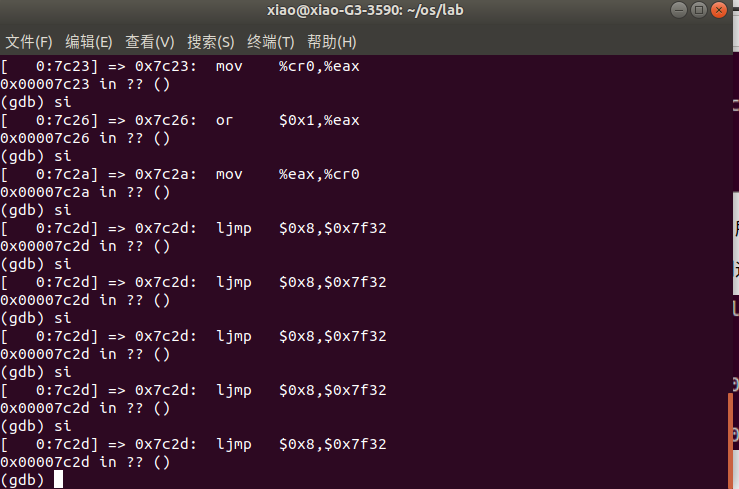 xiao@xiao-G3-3590: ~/os/lab
文件(F) 编辑(E) 查看(V) 搜索(S) 终端(T) 帮助(H)
[   0:7c23] => 0x7c23:  mov    %cr0,%eax
0x00007c23 in ?? ()
(gdb) si
[   0:7c26] => 0x7c26:  or     $0x1,%eax
0x00007c26 in ?? ()
(gdb) si
[   0:7c2a] => 0x7c2a:  mov    %eax,%cr0
0x00007c2a in ?? ()
(gdb) si
[   0:7c2d] => 0x7c2d:  ljmp   $0x8,$0x7f32
0x00007c2d in ?? ()
(gdb) si
[   0:7c2d] => 0x7c2d:  ljmp   $0x8,$0x7f32
0x00007c2d in ?? ()
(gdb) si
[   0:7c2d] => 0x7c2d:  ljmp   $0x8,$0x7f32
0x00007c2d in ?? ()
(gdb) si
[   0:7c2d] => 0x7c2d:  ljmp   $0x8,$0x7f32
0x00007c2d in ?? ()
(gdb) si
[   0:7c2d] => 0x7c2d:  ljmp   $0x8,$0x7f32
0x00007c2d in ?? ()
(gdb)